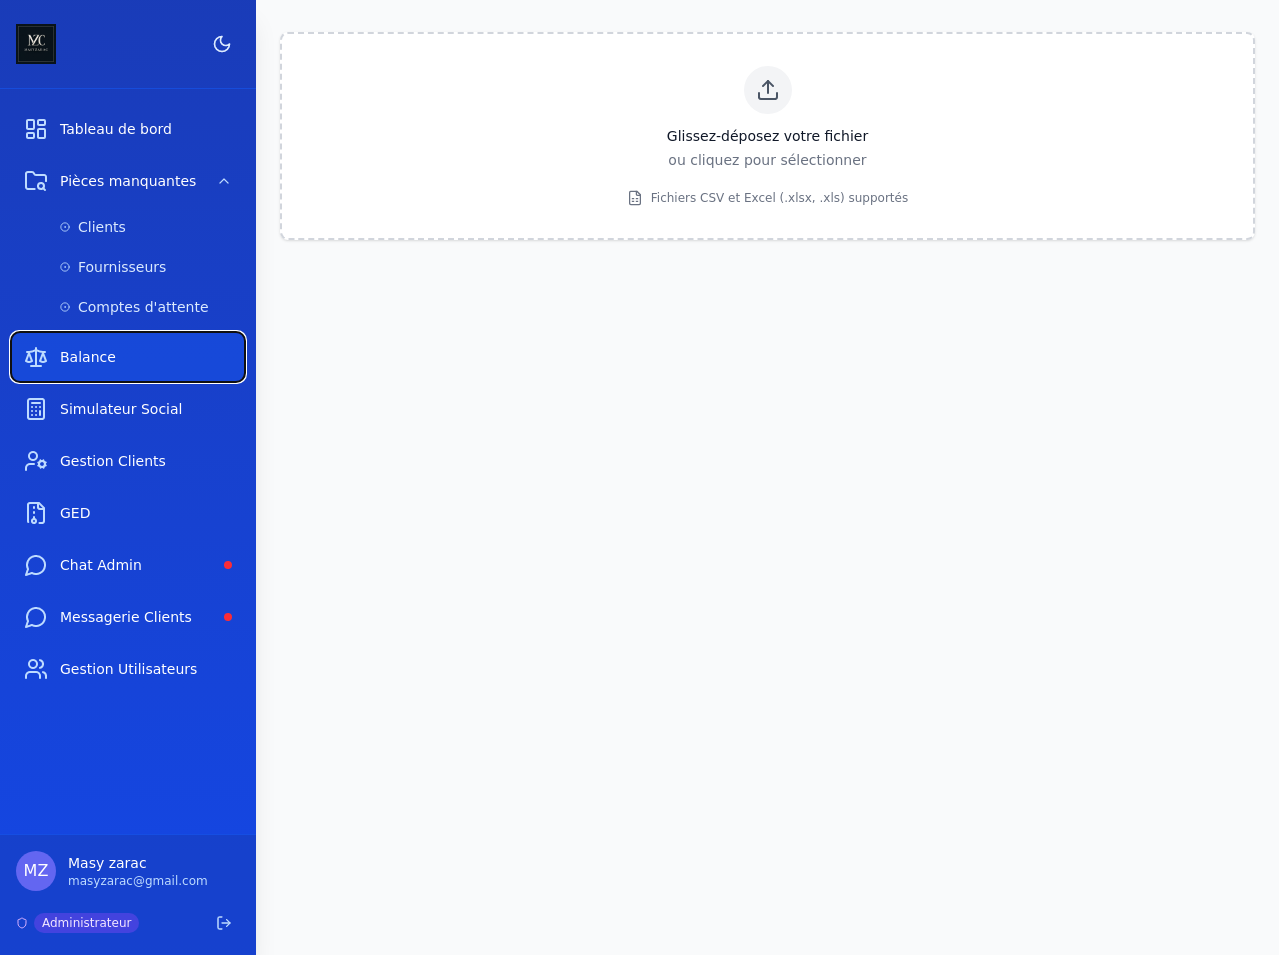 MZC
Tableau de bord
Pièces manquantes
Clients
Fournisseurs
Comptes d'attente
Balance
Simulateur Social
Gestion Clients
GED
Chat Admin
Messagerie Clients
Gestion Utilisateurs
MZ
Masy zarac
masyzarac@gmail.com
Administrateur
Glissez-déposez votre fichier
ou cliquez pour sélectionner
Fichiers CSV et Excel (.xlsx, .xls) supportés